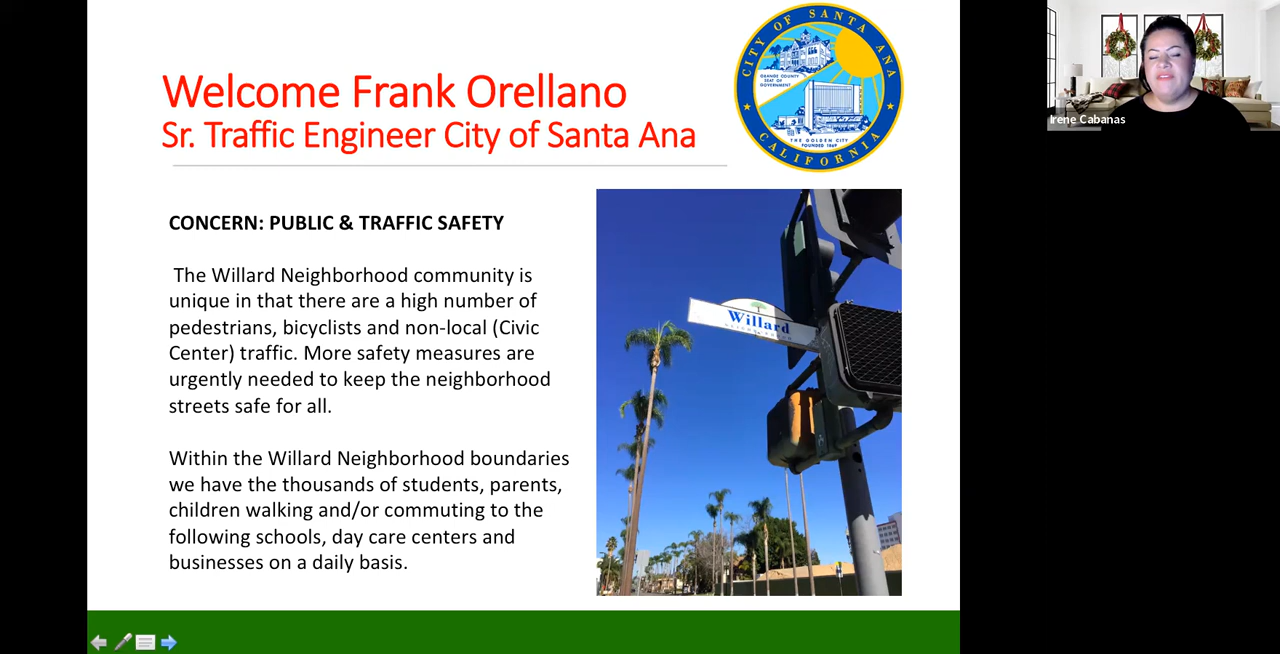 Welcome Frank Orellano
Sr. Traffic Engineer City of Santa Ana
CITY OF SANTA ANA
ORANGE COUNTY
SEAT OF
GOVERNMENT
THE GOLDEN CITY
FOUNDED 1869
CALIFORNIA
Irene Cabanas
CONCERN: PUBLIC & TRAFFIC SAFETY
The Willard Neighborhood community is
unique in that there are a high number of
pedestrians, bicyclists and non-local (Civic
Center) traffic. More safety measures are
urgently needed to keep the neighborhood
streets safe for all.
Within the Willard Neighborhood boundaries
we have the thousands of students, parents,
children walking and/or commuting to the
following schools, day care centers and
businesses on a daily basis.
Willard